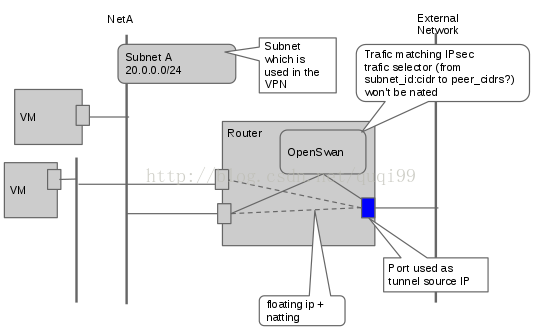 NetA
External
Network
Subnet A
20.0.0.0/24
Subnet
which is
used in the
VPN
Trafic matching IPsec
trafic selector (from
subnet_id:cidr to peer_cidrs?)
won't be nated
VM
Router
OpenSwan
VM
Port used as
tunnel source IP
floating ip +
natting